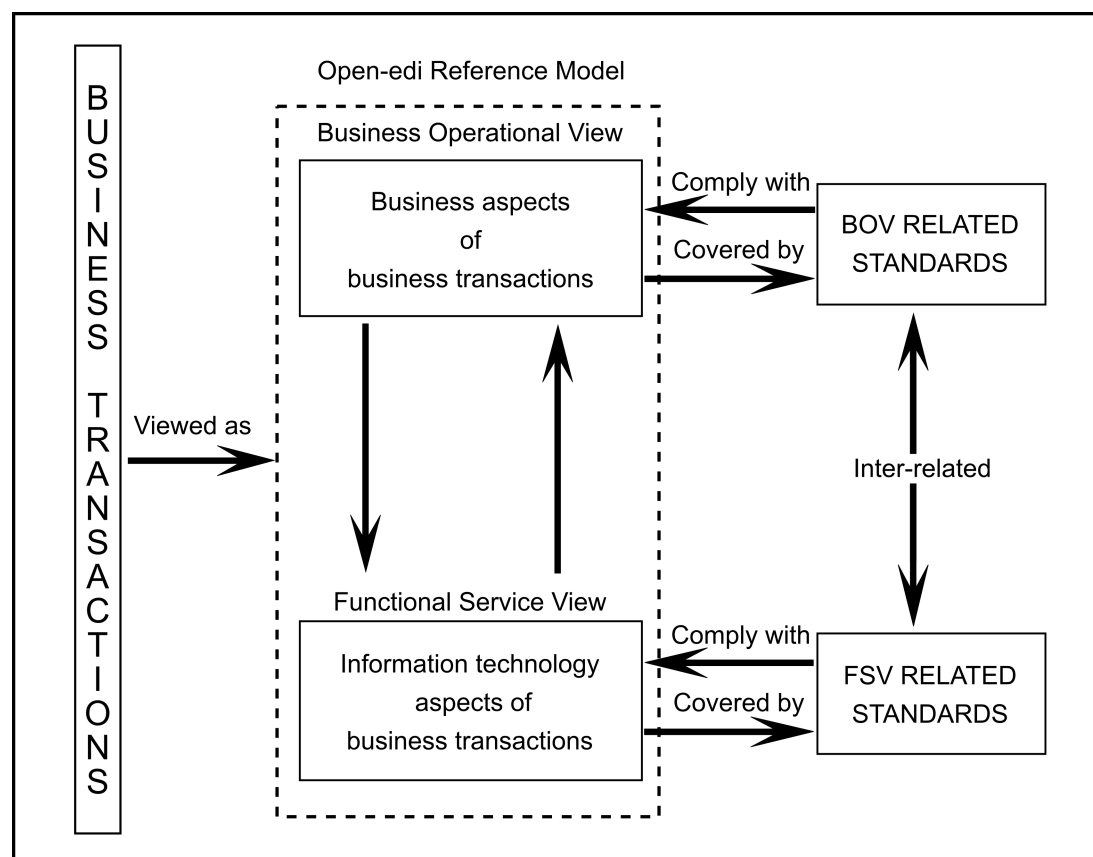 BUSINESS TRANSACTIONS
Open-edi Reference Model
Business Operational View
Business aspects
of
business transactions
Comply with
Covered by
BOV RELATED
STANDARDS
Viewed as
Inter-related
Functional Service View
Information technology
aspects of
business transactions
Comply with
Covered by
FSV RELATED
STANDARDS